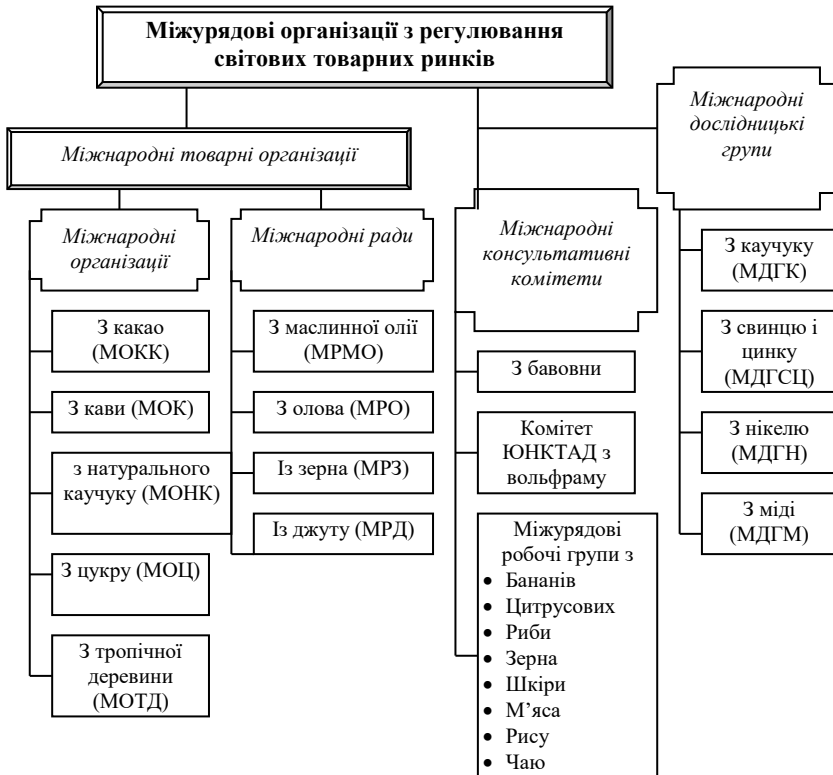 Міжурядові організації з регулювання
світових товарних ринків
Міжнародні
дослідницькі
групи
Міжнародні товарні організації
Міжнародні
організації
Міжнародні ради
Міжнародні
консультативні
комітети
З какао
(МОКК)
З кави (МОК)
з натурального
каучуку (МОНК)
З цукру (МОЦ)
З тропічної
деревини
(МОТД)
З маслинної олії
(МРМО)
З олова (МРО)
Із зерна (МРЗ)
Із джуту (МРД)
З бавовни
Комітет
ЮНКТАД з
вольфраму
Міжурядові
робочі групи з
• Бананів
• Цитрусових
• Риби
• Зерна
• Шкіри
• М’яса
• Рису
• Чаю
З каучуку
(МДГК)
З свинцю і
цинку
(МДГСЦ)
З нікелю
(МДГН)
З міді
(МДГМ)